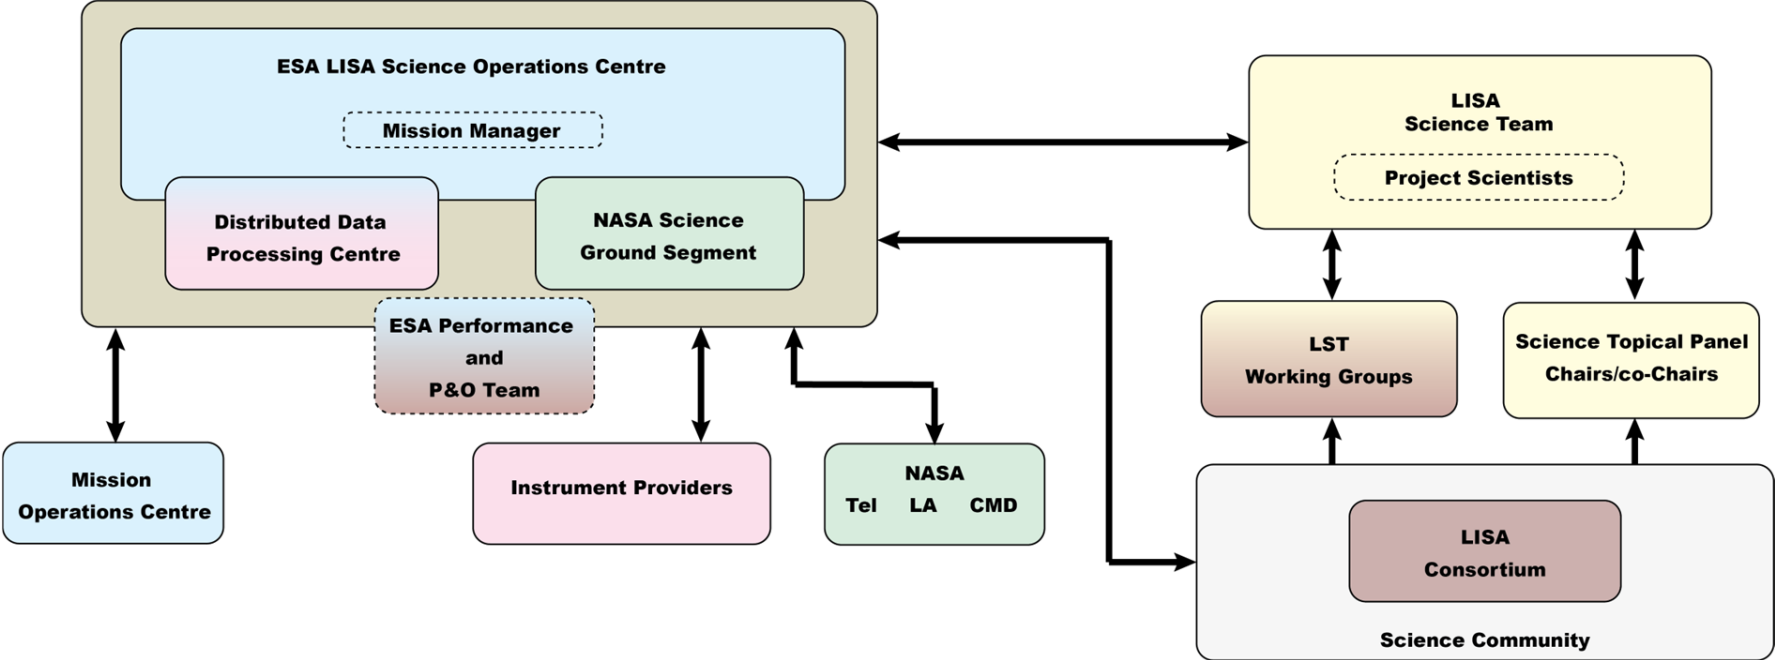 ESA LISA Science Operations Centre
Mission Manager
Distributed Data
Processing Centre
NASA Science
Ground Segment
ESA Performance
and
P&O Team
Mission
Operations Centre
Instrument Providers
NASA
Tel LA CMD
LISA
Science Team
Project Scientists
LST
Working Groups
Science Topical Panel
Chairs/co-Chairs
LISA
Consortium
Science Community